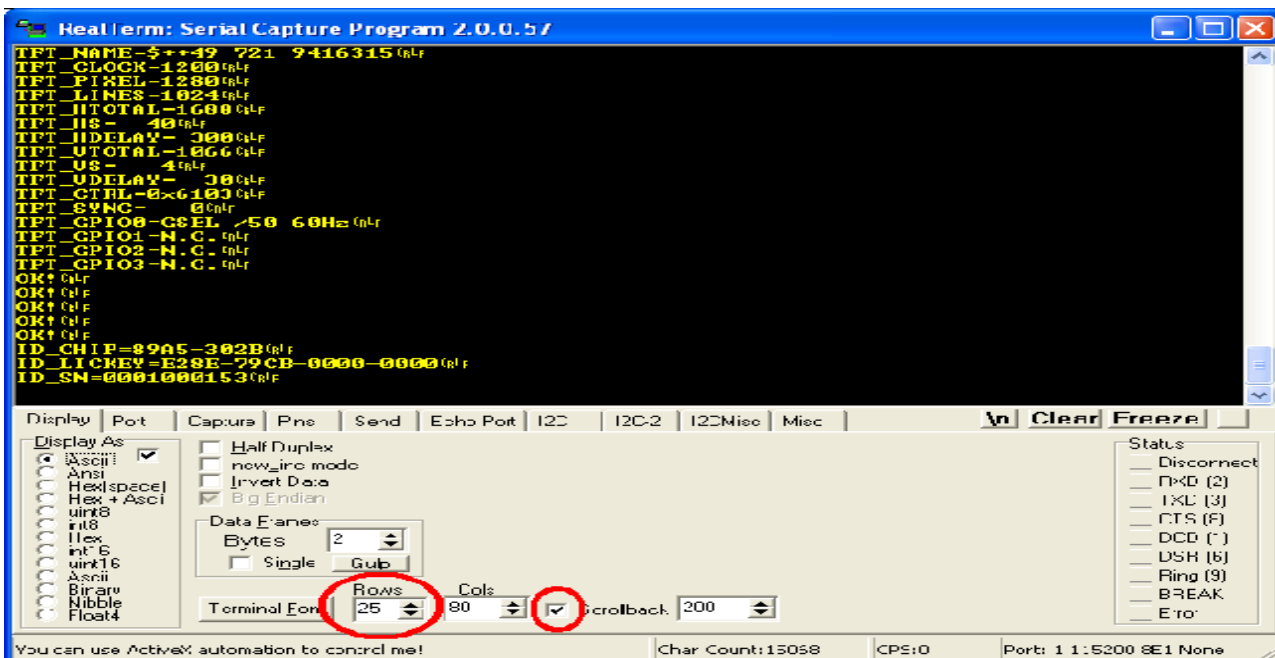 RealTerm: Serial Capture Program 2.0.0.57
TFT_NAME-$++49 721 9416315
TFT_CLOCK-1200
TFT_PIXEL-1280
TFT_LINES-1024
TFT_HTOTAL-1688
TFT_HS- 40
TFT_HDELAY- 300
TFT_VTOTAL-1066
TFT_VS- 4
TFT_VDELAY- 30
TFT_CTRL-0x6103
TFT_SYNC- 0
TFT_GPIO0-GSEL /50 60Hz
TFT_GPIO1-N.C.
TFT_GPIO2-N.C.
TFT_GPIO3-N.C.
OK!
OK!
OK!
OK!
OK!
ID_CHIP=89A5-302B
ID_LICKEY=E28E-79CB-0000-0000
ID_SN=0001000153
Display Port Capture Pins Send Echo Port I2C I2C-2 I2CMisc Misc \n Clear Freeze
Display As
Ascii
Ansi
Hex[space]
Hex + Ascii
uint8
int8
Hex
int16
uint16
Ascii
Binary
Nibble
Float4
Half Duplex
new_line mode
Invert Data
Big Endian
Data Frames
Bytes 2
Single Gulp
Rows Cols
Terminal Font 25 80 Scrollback 200
Status
Disconnect
RXD (2)
TXD (3)
CTS (8)
DCD (1)
DSR (6)
Ring (9)
BREAK
Error
You can use ActiveX automation to control me! Char Count:15068 CPS:0 Port: 1 115200 8E1 None